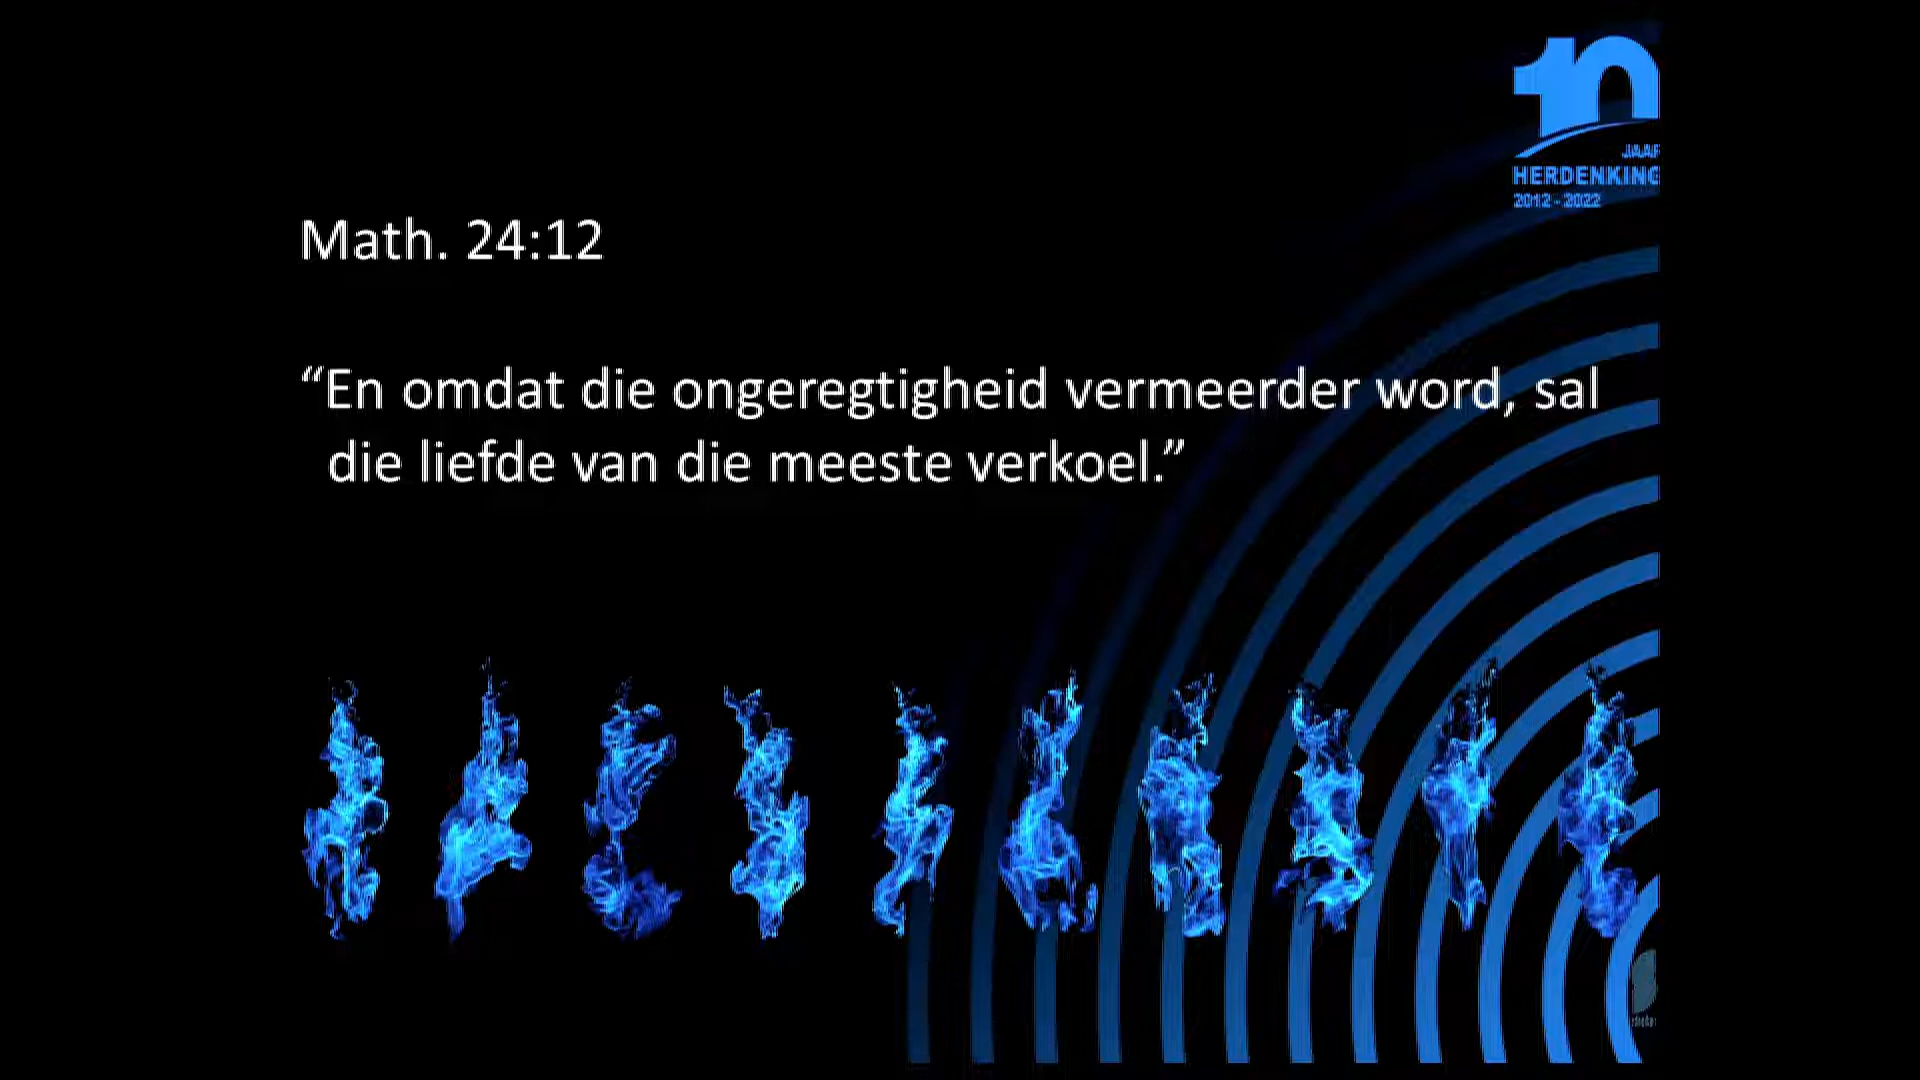 10
JAAR
HERDENKING
2012 - 2022
Math. 24:12
“En omdat die ongeregtigheid vermeerder word, sal
die liefde van die meeste verkoel.”